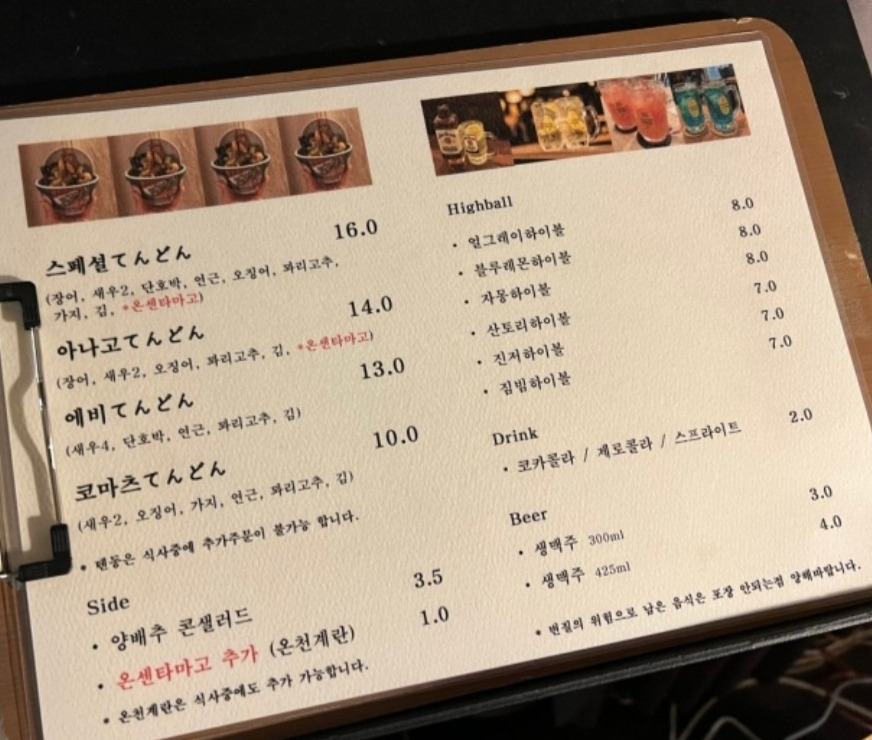 스페셜てんどん 16.0
(장어, 새우2, 단호박, 연근, 오징어, 꽈리고추,
가지, 김, *온센타마고)
아나고てんどん 14.0
(장어, 새우2, 오징어, 꽈리고추, 김, *온센타마고)
에비てんどん 13.0
(새우4, 단호박, 연근, 꽈리고추, 김)
코마츠てんどん 10.0
(새우2, 오징어, 가지, 연근, 꽈리고추, 김)
• 텐동은 식사중에 추가주문이 불가능 합니다.
Side
• 양배추 콘샐러드 3.5
• 온센타마고 추가 (온천계란) 1.0
• 온천계란은 식사중에도 추가 가능합니다.
Highball
• 얼그레이하이볼 8.0
• 블루레몬하이볼 8.0
• 자몽하이볼 8.0
• 산토리하이볼 7.0
• 진저하이볼 7.0
• 짐빔하이볼 7.0
Drink
• 코카콜라 / 제로콜라 / 스프라이트 2.0
Beer
• 생맥주 300ml 3.0
• 생맥주 425ml 4.0
• 변질의 위험으로 남은 음식은 포장 안되는점 양해바랍니다.